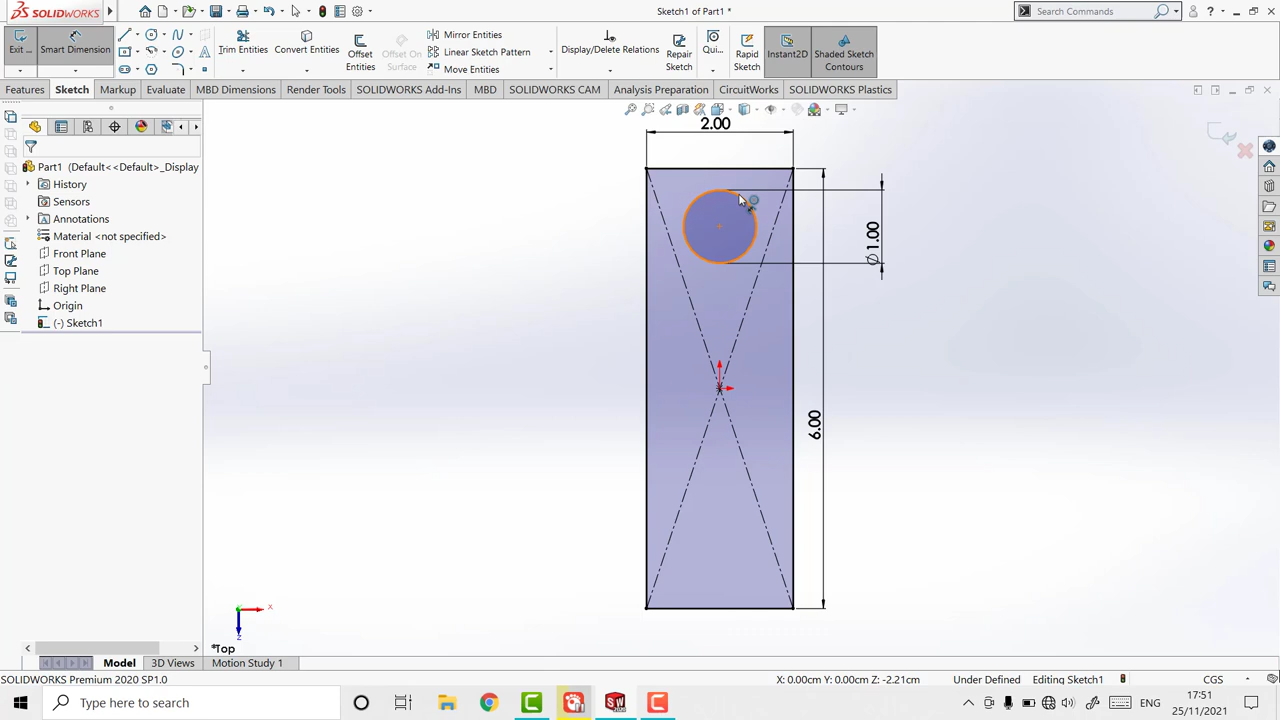 SOLIDWORKS
Sketch1 of Part1 *
Search Commands
Exit ...
Smart Dimension
Trim Entities
Convert Entities
Offset Entities
Offset On Surface
Mirror Entities
Linear Sketch Pattern
Move Entities
Display/Delete Relations
Repair Sketch
Qui...
Rapid Sketch
Instant2D
Shaded Sketch Contours
Features
Sketch
Markup
Evaluate
MBD Dimensions
Render Tools
SOLIDWORKS Add-Ins
MBD
SOLIDWORKS CAM
Analysis Preparation
CircuitWorks
SOLIDWORKS Plastics
Part1 (Default<<Default>_Display
History
Sensors
Annotations
Material <not specified>
Front Plane
Top Plane
Right Plane
Origin
(-) Sketch1
2.00
∅1.00
6.00
x
z
*Top
Model
3D Views
Motion Study 1
SOLIDWORKS Premium 2020 SP1.0
X: 0.00cm Y: 0.00cm Z: -2.21cm
Under Defined
Editing Sketch1
CGS
Type here to search
17:51
25/11/2021